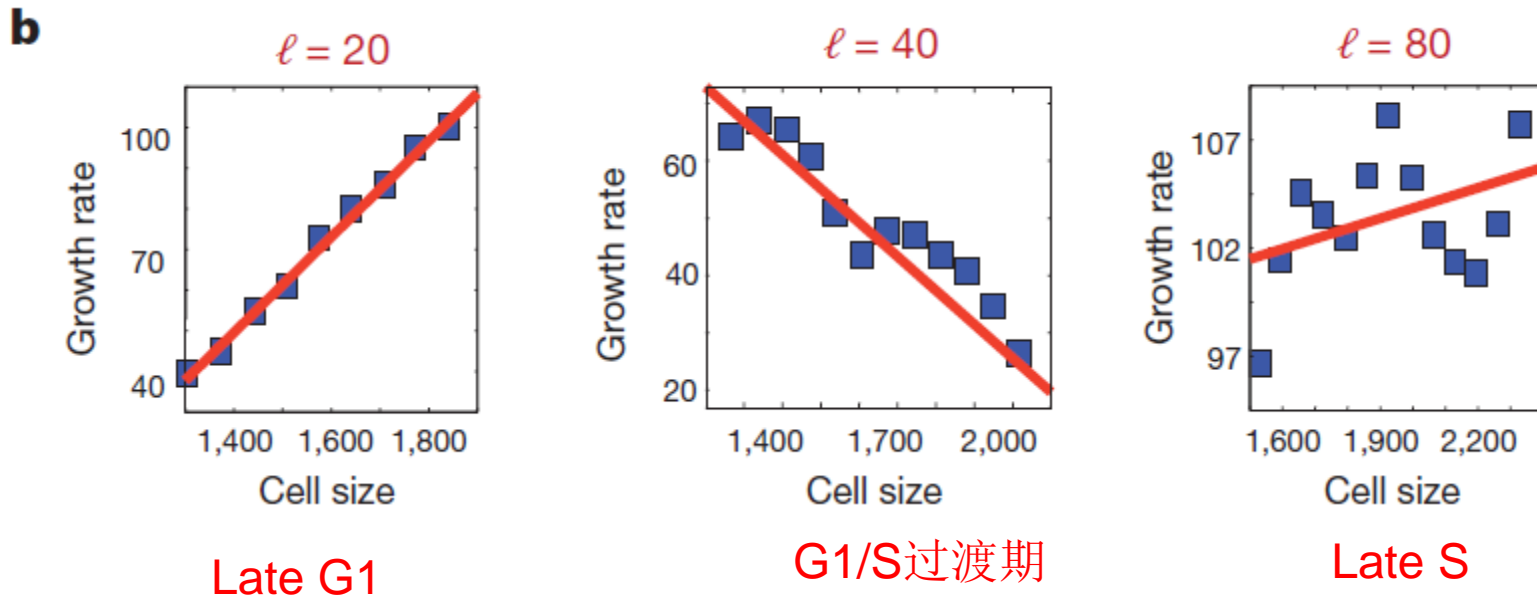 b
ℓ = 20
100
70
40
Growth rate
1,400 1,600 1,800
Cell size
Late G1
ℓ = 40
60
40
20
Growth rate
1,400 1,700 2,000
Cell size
G1/S过渡期
ℓ = 80
107
102
97
Growth rate
1,600 1,900 2,200
Cell size
Late S